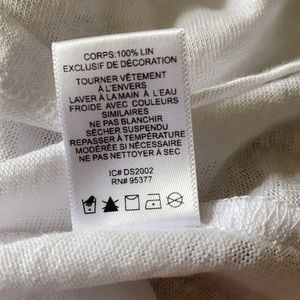 CORPS: 100% LIN
EXCLUSIF DE DÉCORATION
TOURNER VÊTEMENT
À L'ENVERS
LAVER À LA MAIN À L'EAU
FROIDE AVEC COULEURS
SIMILAIRES
NE PAS BLANCHIR
SÉCHER SUSPENDU
REPASSER À TEMPÉRATURE
MODÉRÉE SI NÉCESSAIRE
NE PAS NETTOYER À SEC
IC# DS2002
RN# 95377